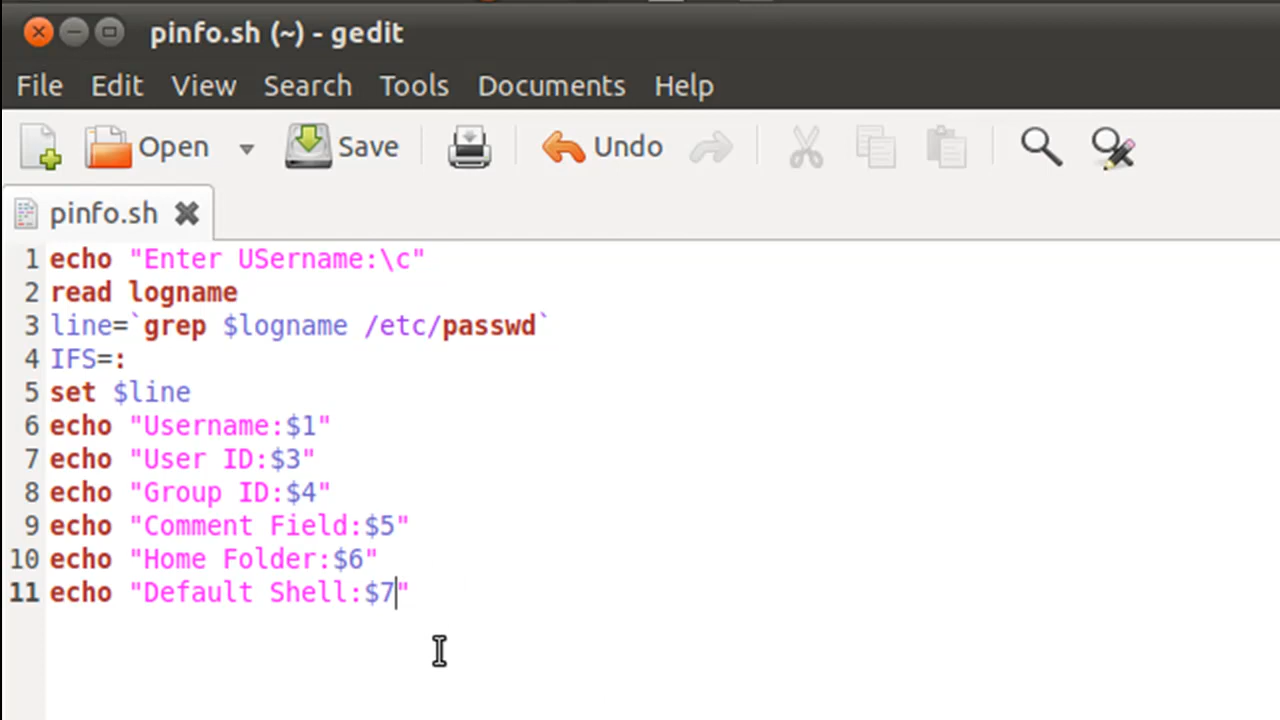 pinfo.sh (~) - gedit
File Edit View Search Tools Documents Help
Open Save Undo
pinfo.sh
1 echo "Enter USername:\c"
2 read logname
3 line=`grep $logname /etc/passwd`
4 IFS=:
5 set $line
6 echo "Username:$1"
7 echo "User ID:$3"
8 echo "Group ID:$4"
9 echo "Comment Field:$5"
10 echo "Home Folder:$6"
11 echo "Default Shell:$7"